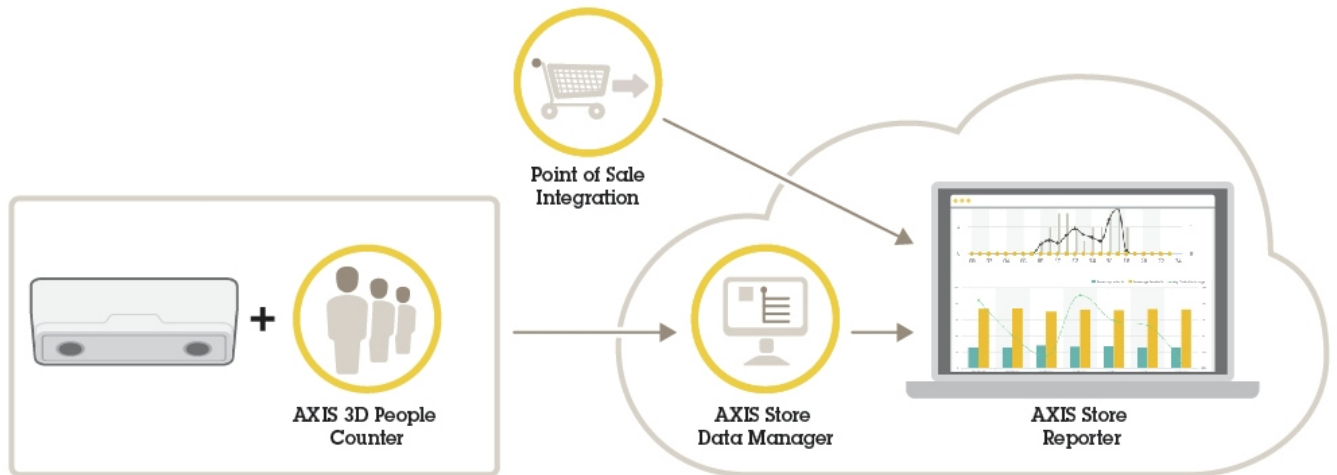 Point of Sale
Integration
AXIS 3D People
Counter
AXIS Store
Data Manager
AXIS Store
Reporter